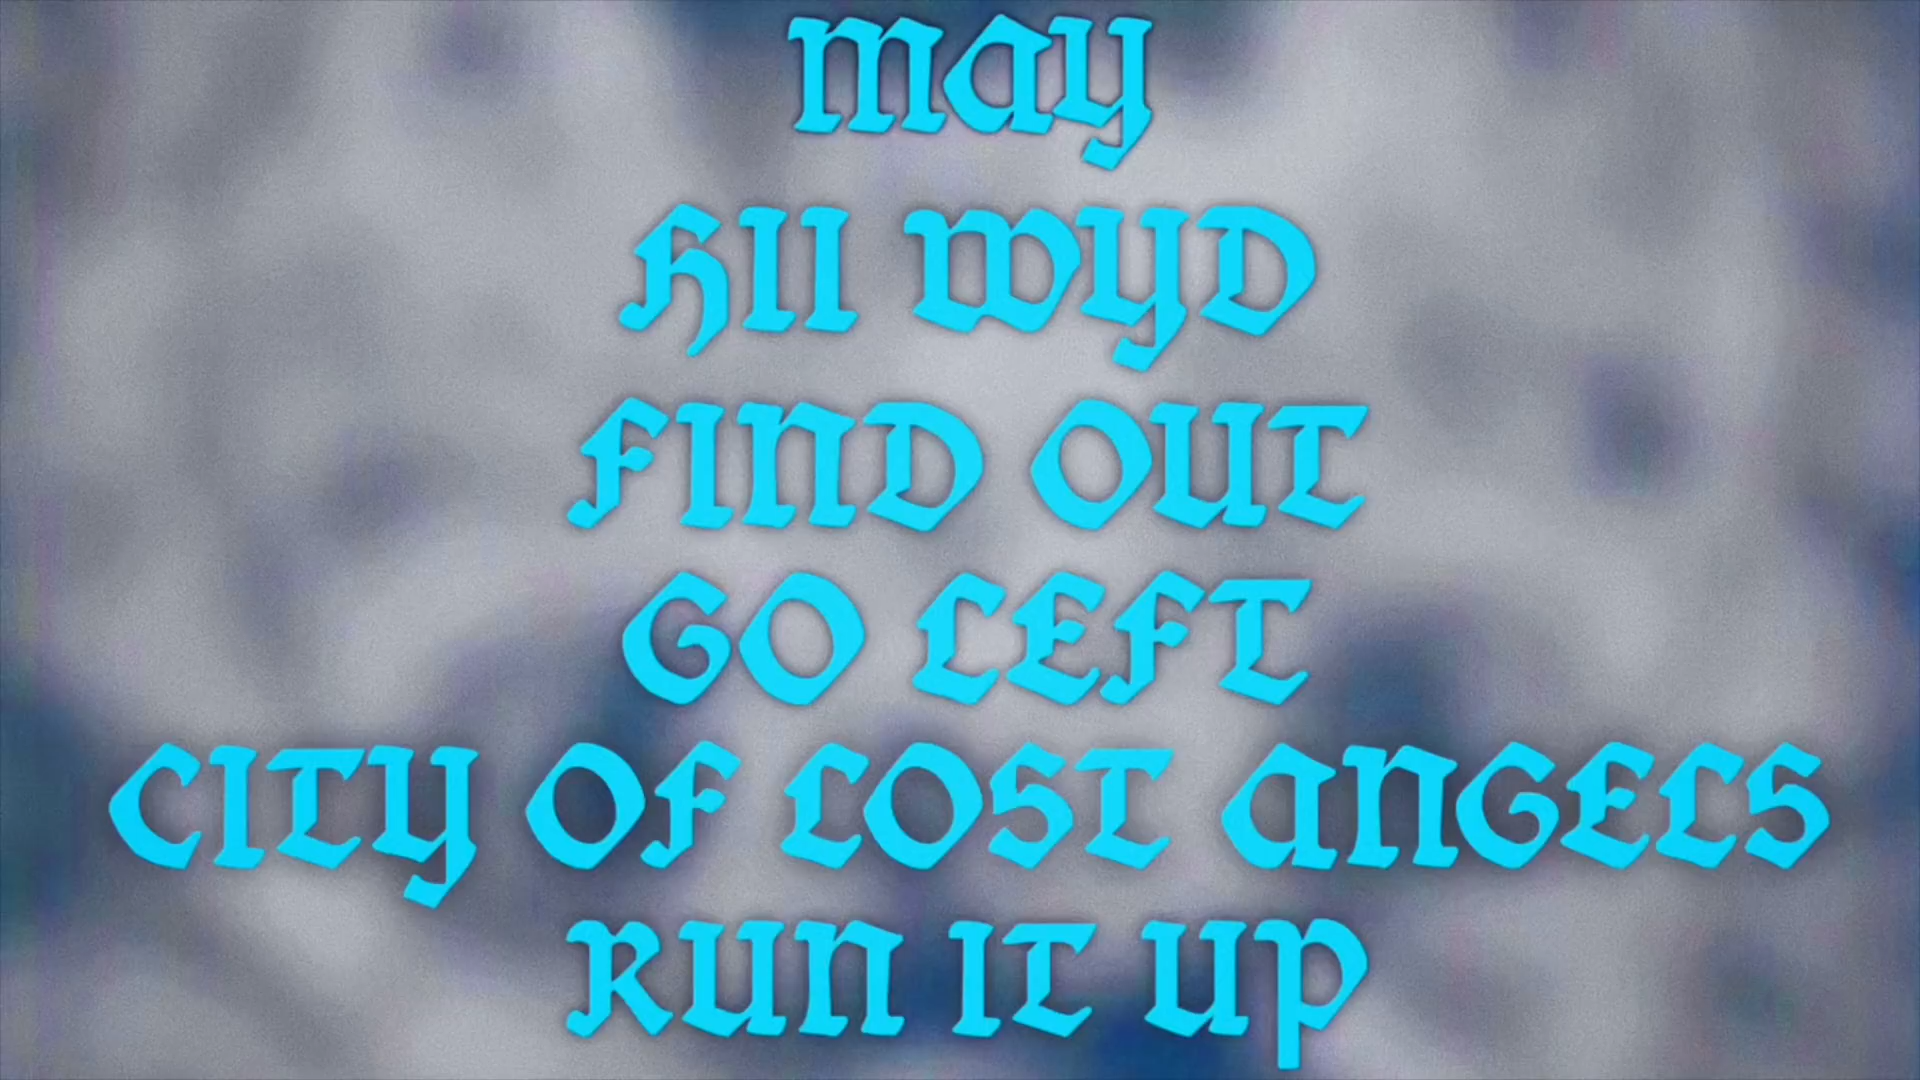 MAY
HII WYD
FIND OUT
GO LEFT
CITY OF LOST ANGELS
RUN IT UP